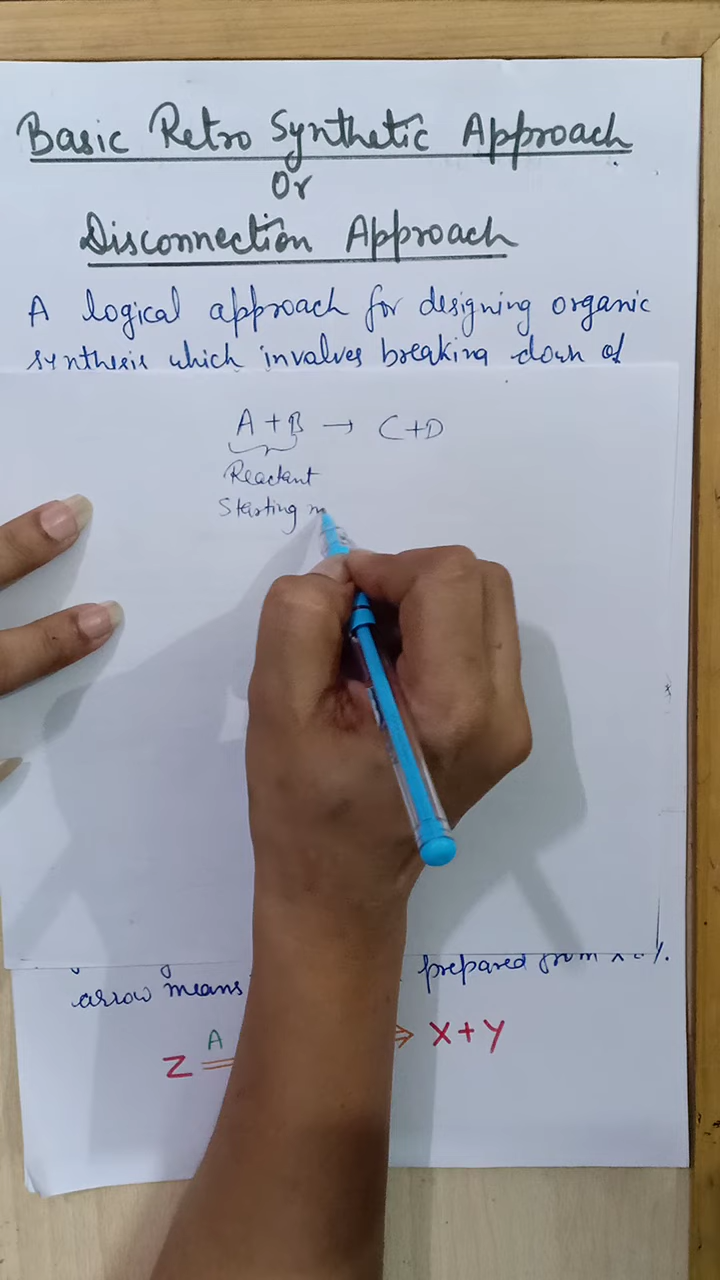 Basic Retro Synthetic Approach
Or
Disconnection Approach
A logical approach for designing organic
synthesis which involves breaking down of
A + B → C+D
Reactant
Starting m
prepared from
arrow means
A
Z ⇒ X + Y